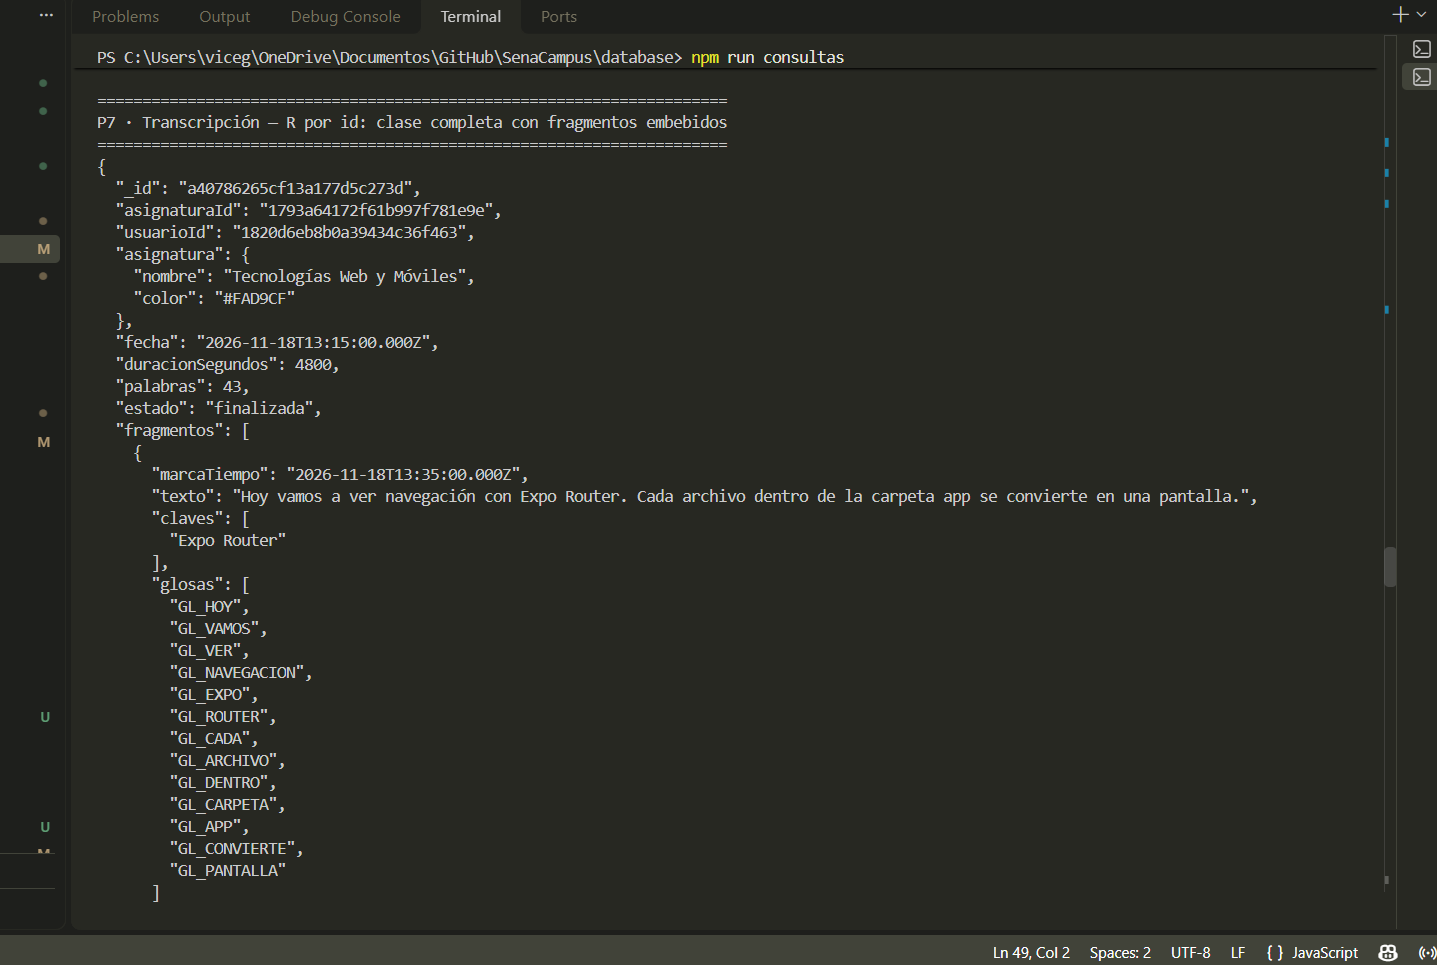 Problems Output Debug Console Terminal Ports
PS C:\Users\viceg\OneDrive\Documentos\GitHub\SenaCampus\database> npm run consultas
======================================================================
P7 · Transcripción — R por id: clase completa con fragmentos embebidos
======================================================================
{
"_id": "a40786265cf13a177d5c273d",
"asignaturaId": "1793a64172f61b997f781e9e",
"usuarioId": "1820d6eb8b0a39434c36f463",
"asignatura": {
"nombre": "Tecnologías Web y Móviles",
"color": "#FAD9CF"
},
"fecha": "2026-11-18T13:15:00.000Z",
"duracionSegundos": 4800,
"palabras": 43,
"estado": "finalizada",
"fragmentos": [
{
"marcaTiempo": "2026-11-18T13:35:00.000Z",
"texto": "Hoy vamos a ver navegación con Expo Router. Cada archivo dentro de la carpeta app se convierte en una pantalla.",
"claves": [
"Expo Router"
],
"glosas": [
"GL_HOY",
"GL_VAMOS",
"GL_VER",
"GL_NAVEGACION",
"GL_EXPO",
"GL_ROUTER",
"GL_CADA",
"GL_ARCHIVO",
"GL_DENTRO",
"GL_CARPETA",
"GL_APP",
"GL_CONVIERTE",
"GL_PANTALLA"
]
M
M
U
U
M
Ln 49, Col 2 Spaces: 2 UTF-8 LF { } JavaScript